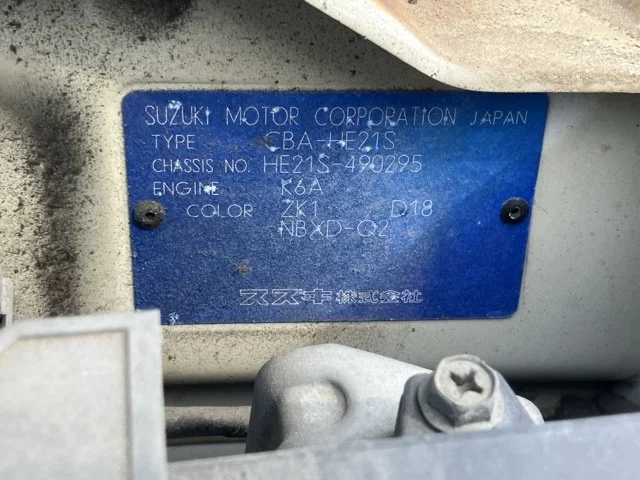 SUZUKI MOTOR CORPORATION JAPAN
TYPE CBA-HE21S
CHASSIS NO. HE21S-490295
ENGINE K6A
COLOR ZK1 D18
NBXD-Q2
スズキ株式会社